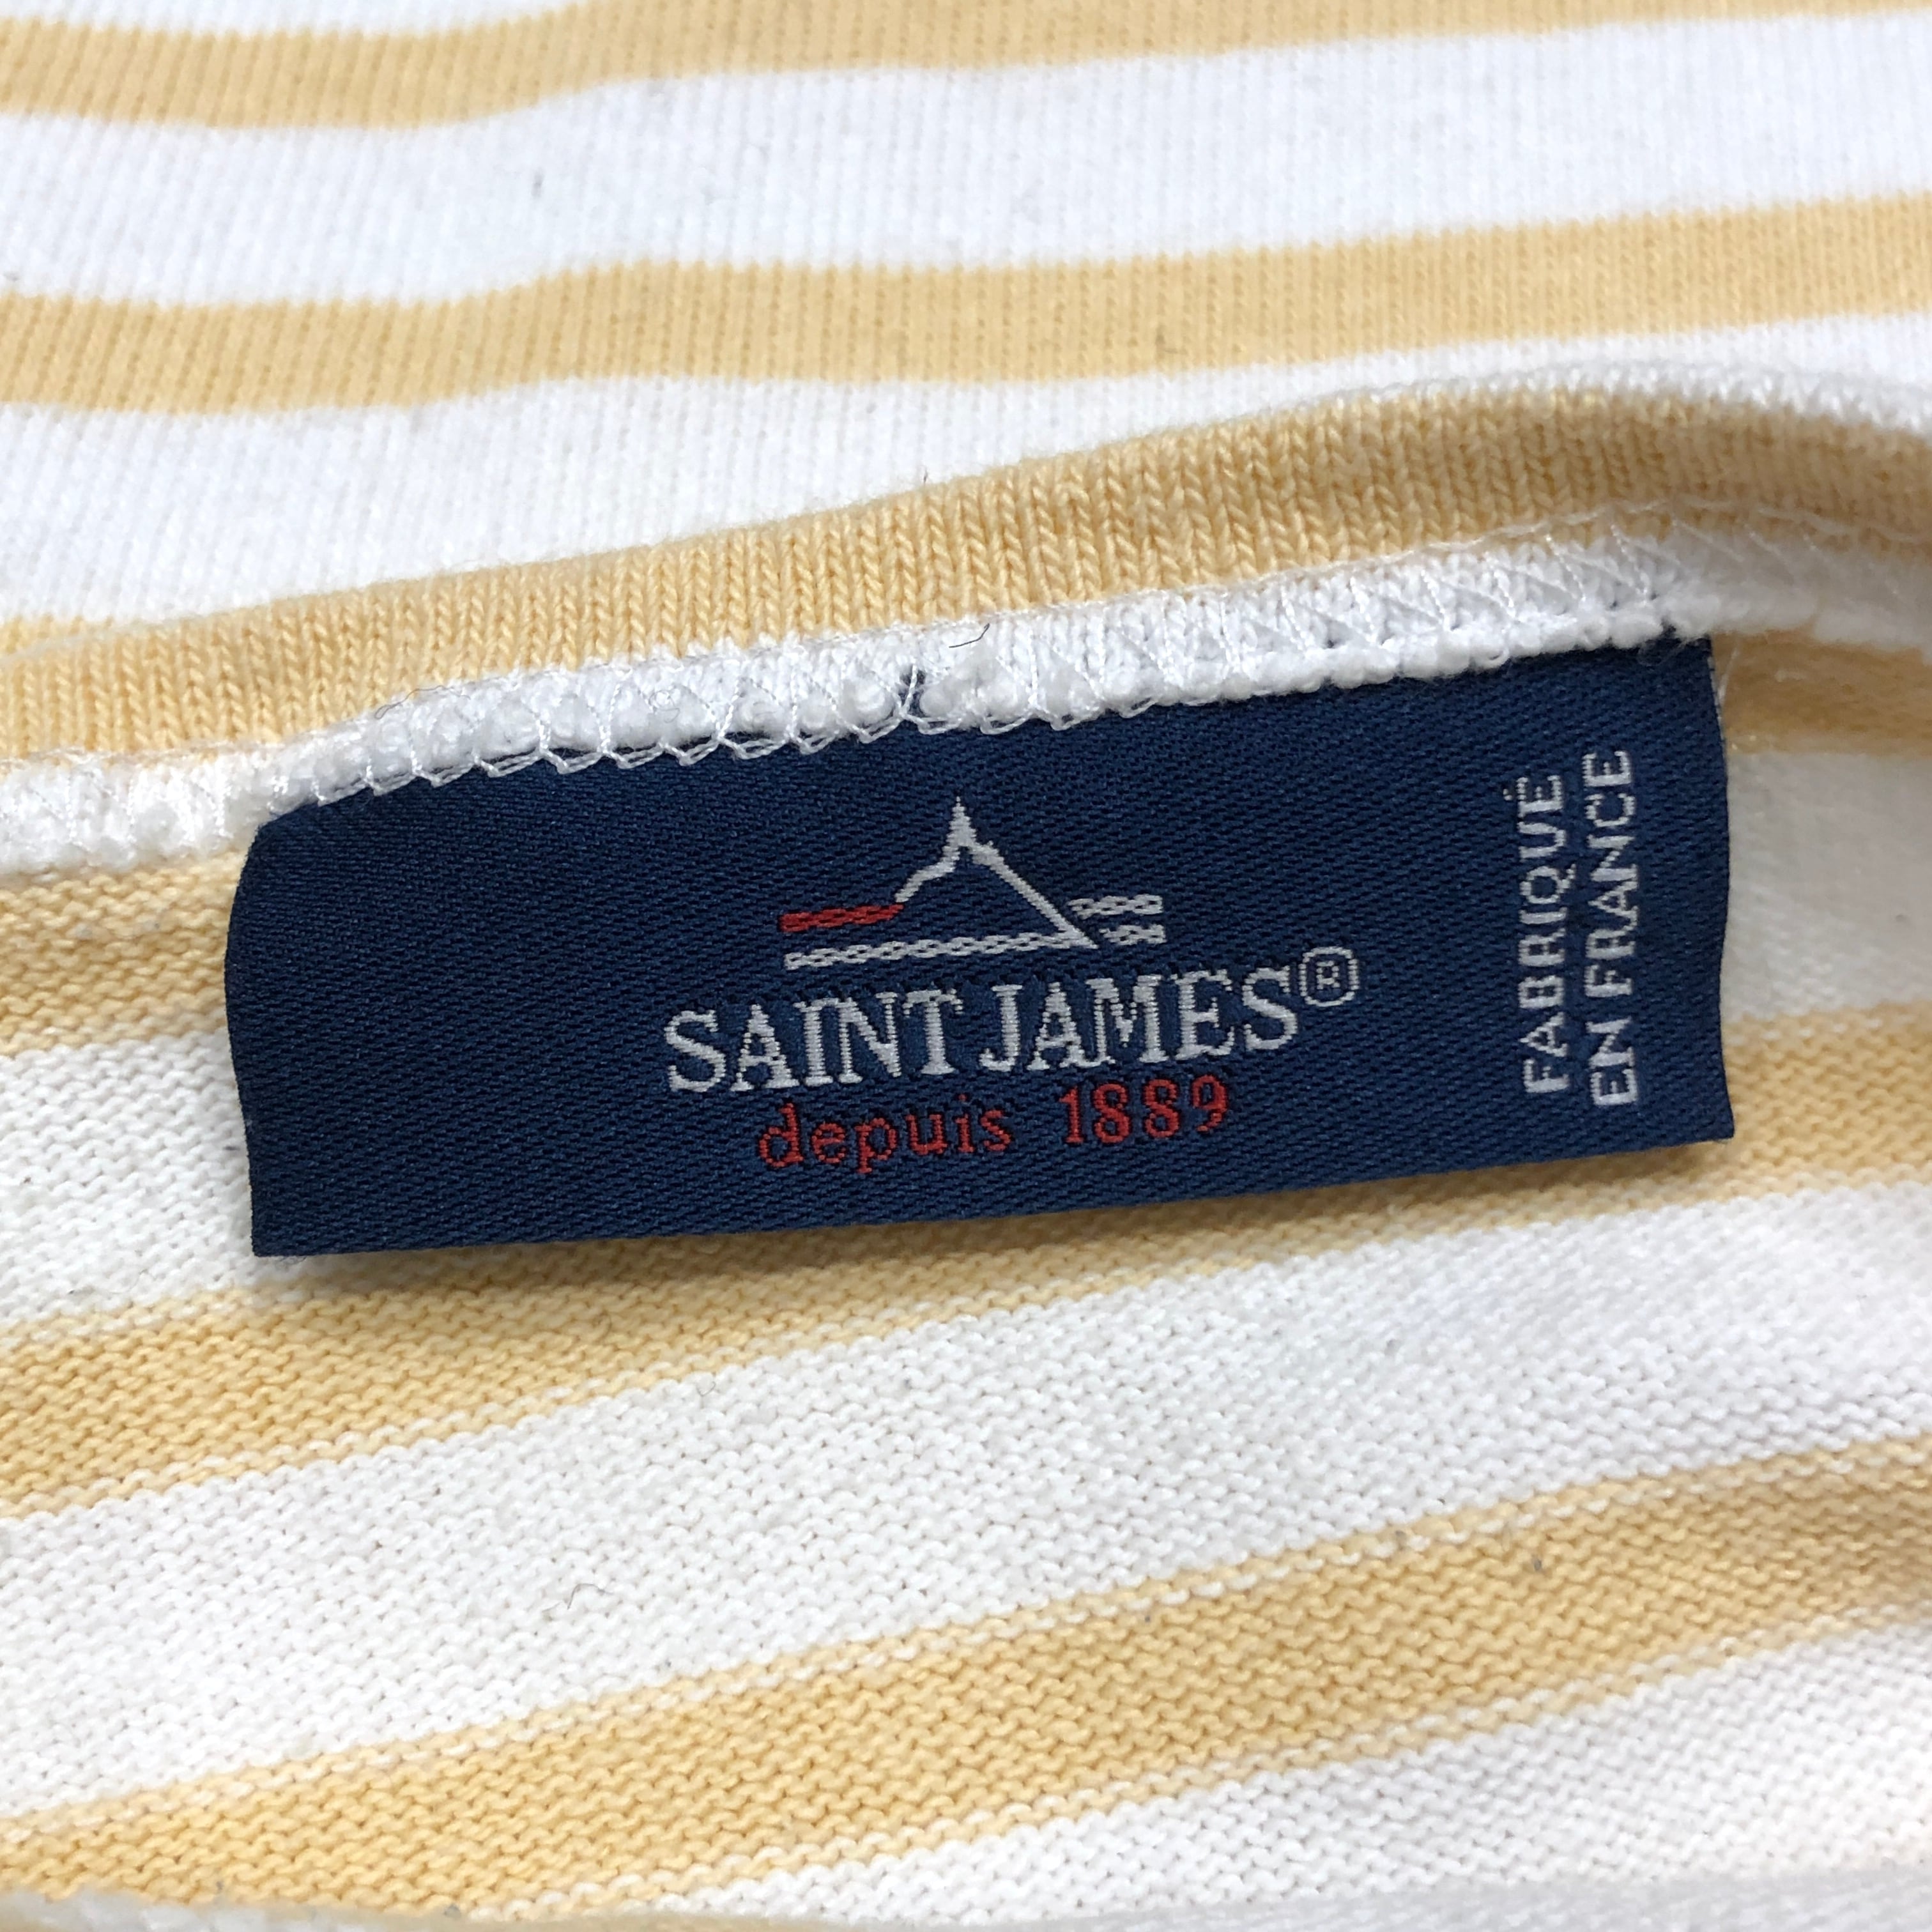 SAINT JAMES®
depuis 1889
FABRIQUÉ
EN FRANCE